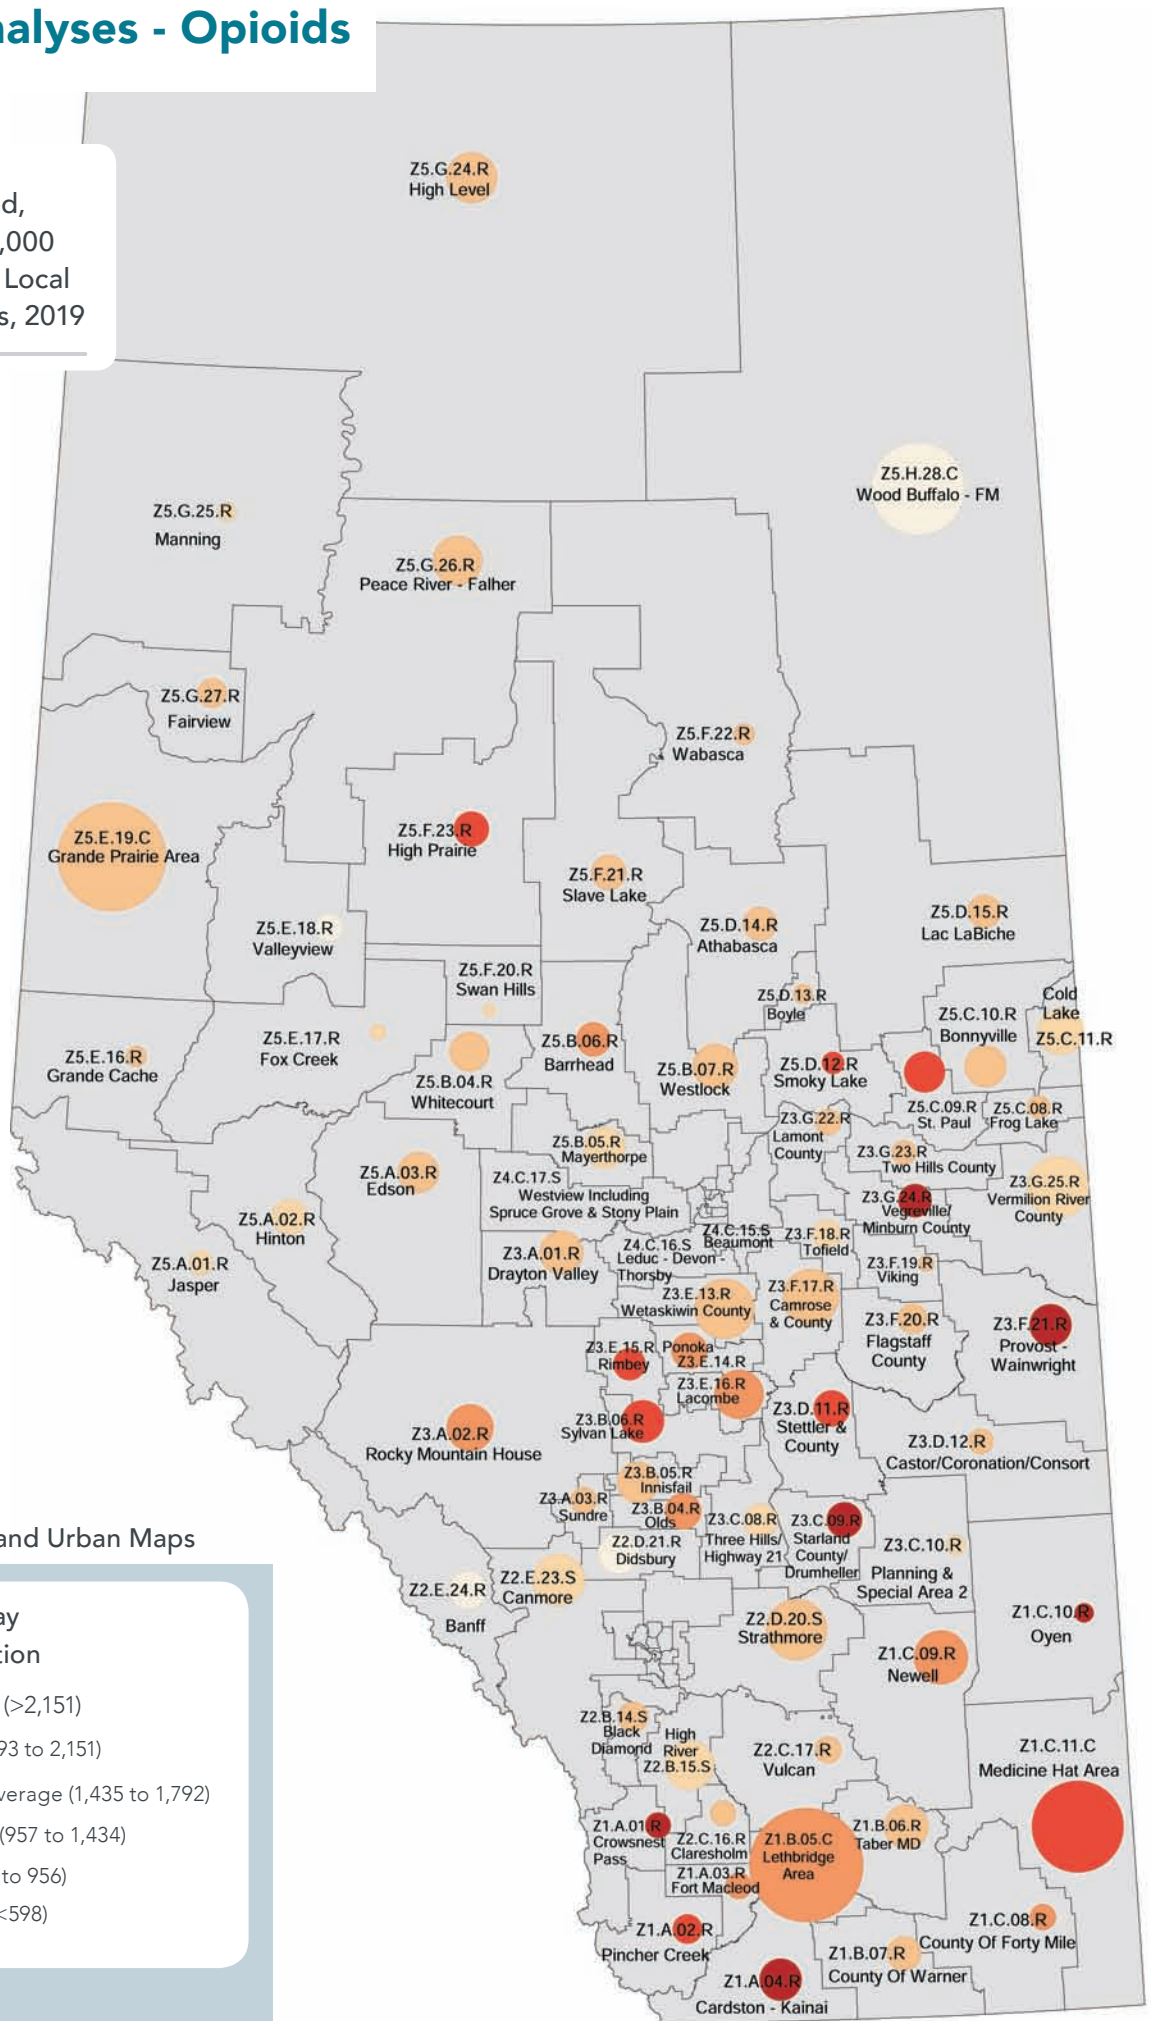 nalyses - Opioids
d,
,000
Local
s, 2019
Z5.G.24.R
High Level
Z5.H.28.C
Wood Buffalo - FM
Z5.G.25.R
Manning
Z5.G.26.R
Peace River - Falher
Z5.G.27.R
Fairview
Z5.F.22.R
Wabasca
Z5.E.19.C
Grande Prairie Area
Z5.F.23.R
High Prairie
Z5.F.21.R
Slave Lake
Z5.E.18.R
Valleyview
Z5.D.14.R
Athabasca
Z5.D.15.R
Lac LaBiche
Z5.F.20.R
Swan Hills
Z5.D.13.R
Boyle
Cold
Lake
Z5.C.11.R
Z5.C.10.R
Bonnyville
Z5.E.16.R
Grande Cache
Z5.E.17.R
Fox Creek
Z5.B.04.R
Whitecourt
Z5.B.06.R
Barrhead
Z5.B.07.R
Westlock
Z5.D.12.R
Smoky Lake
Z5.C.09.R
St. Paul
Z5.C.08.R
Frog Lake
Z3.G.22.R
Lamont
County
Z5.B.05.R
Mayerthorpe
Z3.G.23.R
Two Hills County
Z5.A.03.R
Edson
Z4.C.17.S
Westview Including
Spruce Grove & Stony Plain
Z3.G.24.R
Vegreville/
Minburn County
Z3.G.25.R
Vermilion River
County
Z5.A.02.R
Hinton
Z4.C.15.S
Beaumont
Z3.F.18.R
Tofield
Z4.C.16.S
Leduc - Devon -
Thorsby
Z5.A.01.R
Jasper
Z3.A.01.R
Drayton Valley
Z3.F.19.R
Viking
Z3.E.13.R
Wetaskiwin County
Z3.F.17.R
Camrose
& County
Z3.F.20.R
Flagstaff
County
Z3.F.21.R
Provost -
Wainwright
Z3.E.15.R
Rimbey
Ponoka
Z3.E.14.R
Z3.E.16.R
Lacombe
Z3.B.06.R
Sylvan Lake
Z3.D.11.R
Stettler &
County
Z3.A.02.R
Rocky Mountain House
Z3.D.12.R
Castor/Coronation/Consort
Z3.B.05.R
Innisfail
Z3.A.03.R
Sundre
Z3.B.04.R
Olds
Z3.C.08.R
Three Hills/
Highway 21
Z3.C.09.R
Starland
County/
Drumheller
Z3.C.10.R
Planning &
Special Area 2
Z2.D.21.R
Didsbury
and Urban Maps
Z2.E.24.R
Banff
Z2.E.23.S
Canmore
Z2.D.20.S
Strathmore
Z1.C.10.R
Oyen
Z1.C.09.R
Newell
ay
tion
(>2,151)
93 to 2,151)
verage (1,435 to 1,792)
(957 to 1,434)
to 956)
<598)
Z2.B.14.S
Black
Diamond
High
River
Z2.B.15.S
Z2.C.17.R
Vulcan
Z1.C.11.C
Medicine Hat Area
Z1.A.01.R
Crowsnest
Pass
Z2.C.16.R
Claresholm
Z1.B.05.C
Lethbridge
Area
Z1.B.06.R
Taber MD
Z1.A.03.R
Fort Macleod
Z1.A.02.R
Pincher Creek
Z1.C.08.R
County Of Forty Mile
Z1.B.07.R
County Of Warner
Z1.A.04.R
Cardston - Kainai